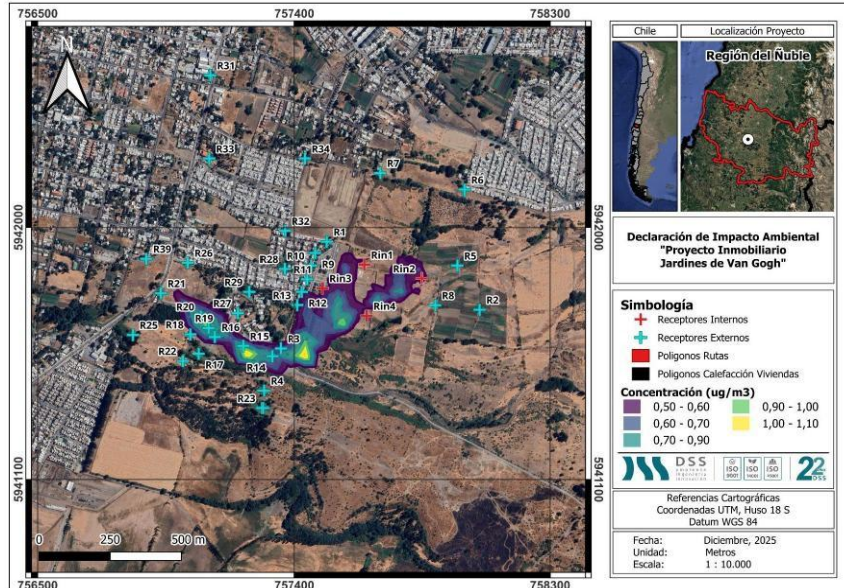 756500
757400
758300
N
R31
R33
R34
R7
R6
5942000
R32
R1
R39
R26
R28
R10
R9
Rin1
R11
Rin3
Rin2
R5
R21
R29
R13
R12
R8
R2
R20
R27
Rin4
R19
R25
R18
R16
R15
R3
R22
R17
R14
R4
R23
5941100
0
250
500 m
756500
757400
758300
5942000
5941100
Chile
Localización Proyecto
Región del Ñuble
Declaración de Impacto Ambiental
"Proyecto Inmobiliario
Jardines de Van Gogh"
Simbología
Receptores Internos
Receptores Externos
Poligonos Rutas
Poligonos Calefacción Viviendas
Concentración (ug/m3)
0,50 - 0,60
0,90 - 1,00
0,60 - 0,70
1,00 - 1,10
0,70 - 0,90
DSS
ISO
ISO
ISO
22
DSS
Referencias Cartográficas
Coordenadas UTM, Huso 18 S
Datum WGS 84
Fecha: Diciembre, 2025
Unidad: Metros
Escala: 1 : 10.000